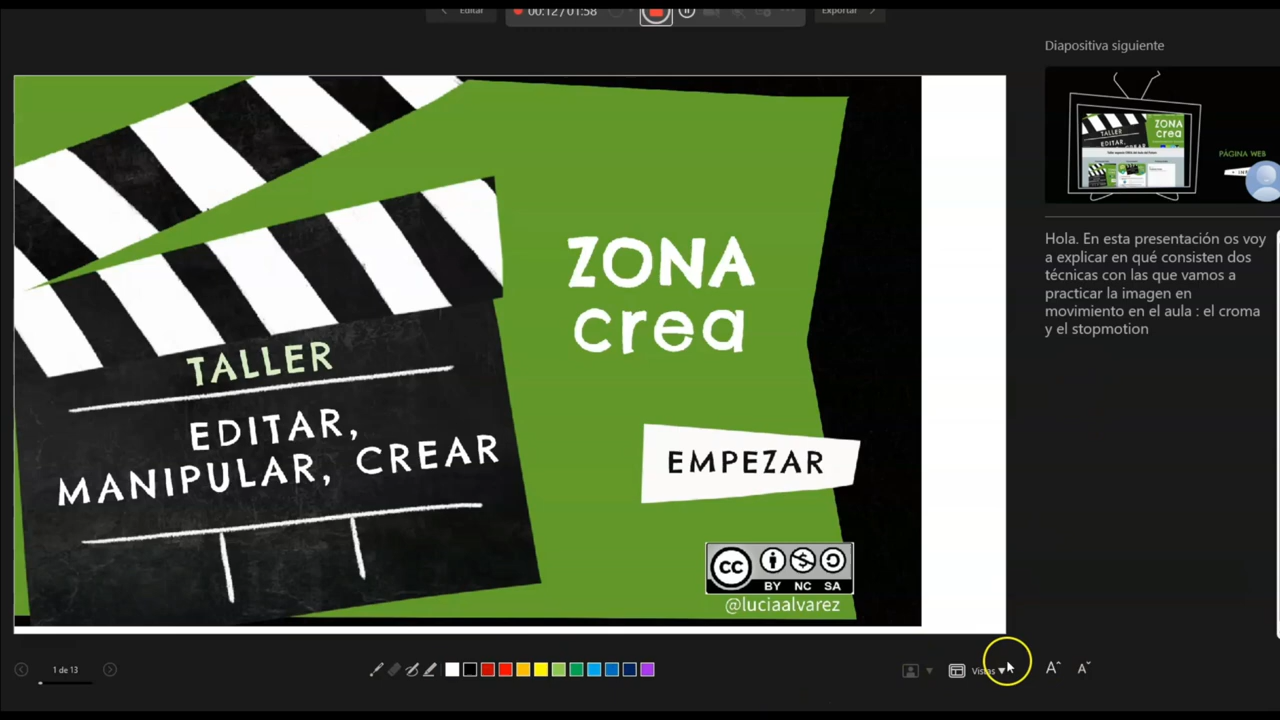 Editar
00:12/01:58
Exportar
Diapositiva siguiente
TALLER
EDITAR,
ZONA
crea
PÁGINA WEB
Hola. En esta presentación os voy
a explicar en qué consisten dos
técnicas con las que vamos a
practicar la imagen en
movimiento en el aula : el croma
y el stopmotion
ZONA
crea
TALLER
EDITAR,
MANIPULAR, CREAR
EMPEZAR
CC
BY NC SA
@luciaalvarez
1 de 13
Vistas
A A